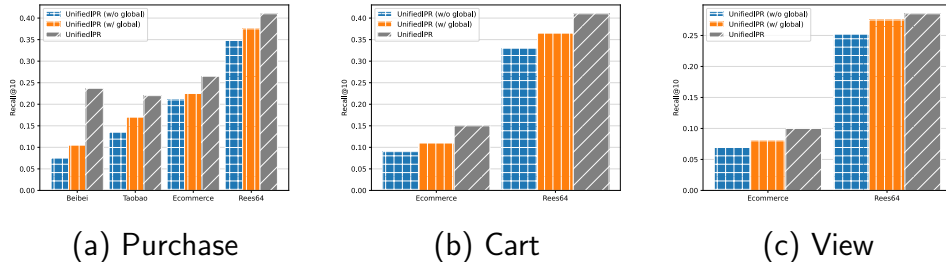 UnifiedIPR (w/o global)
UnifiedIPR (w/ global)
UnifiedIPR
Recall@10
0.40
0.35
0.30
0.25
0.20
0.15
0.10
0.05
0.00
Beibei Taobao Ecommerce Rees64
(a) Purchase
UnifiedIPR (w/o global)
UnifiedIPR (w/ global)
UnifiedIPR
Recall@10
0.40
0.35
0.30
0.25
0.20
0.15
0.10
0.05
0.00
Ecommerce Rees64
(b) Cart
UnifiedIPR (w/o global)
UnifiedIPR (w/ global)
UnifiedIPR
Recall@10
0.25
0.20
0.15
0.10
0.05
0.00
Ecommerce Rees64
(c) View